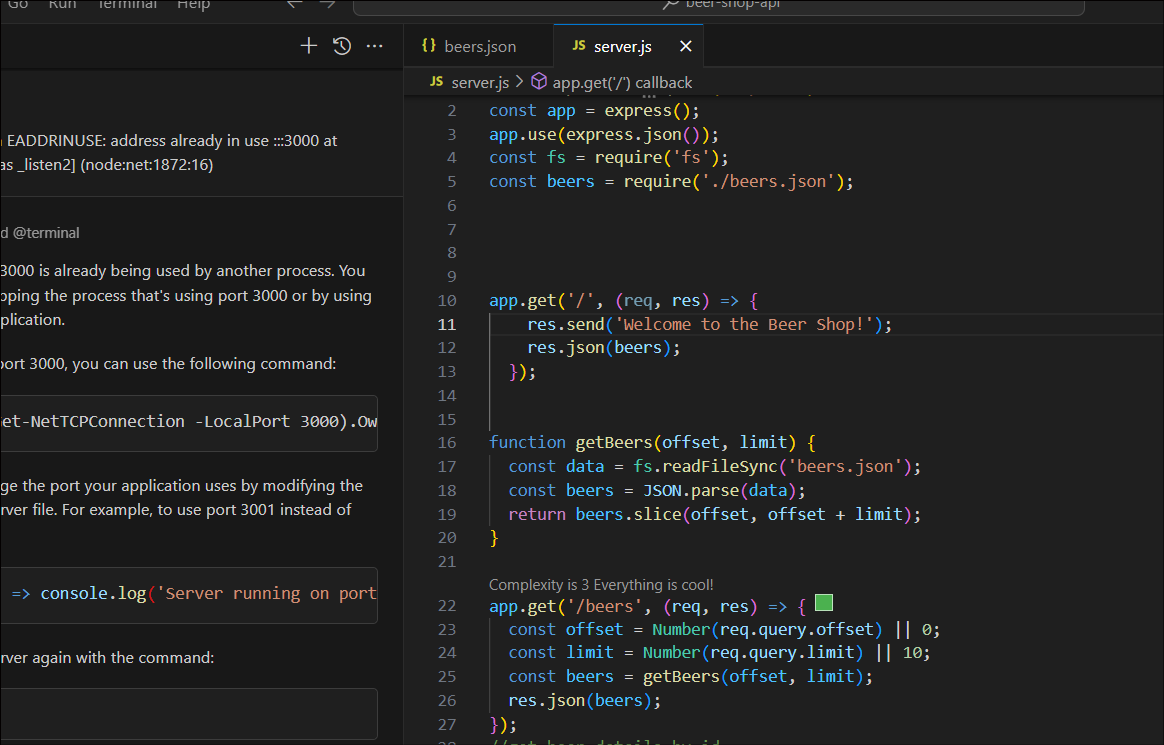 Go Run Terminal Help
beer-shop-api
beers.json
JS server.js
JS server.js > app.get('/') callback
EADDRINUSE: address already in use :::3000 at
as _listen2] (node:net:1872:16)
@terminal
3000 is already being used by another process. You
pping the process that's using port 3000 or by using
plication.
port 3000, you can use the following command:
et-NetTCPConnection -LocalPort 3000).Ow
ge the port your application uses by modifying the
rver file. For example, to use port 3001 instead of
=> console.log('Server running on port
rver again with the command:
2 const app = express();
3 app.use(express.json());
4 const fs = require('fs');
5 const beers = require('./beers.json');
6
7
8
9
10 app.get('/', (req, res) => {
11 res.send('Welcome to the Beer Shop!');
12 res.json(beers);
13 });
14
15
16 function getBeers(offset, limit) {
17 const data = fs.readFileSync('beers.json');
18 const beers = JSON.parse(data);
19 return beers.slice(offset, offset + limit);
20 }
21
Complexity is 3 Everything is cool!
22 app.get('/beers', (req, res) => {
23 const offset = Number(req.query.offset) || 0;
24 const limit = Number(req.query.limit) || 10;
25 const beers = getBeers(offset, limit);
26 res.json(beers);
27 });
28 //get beer details by id